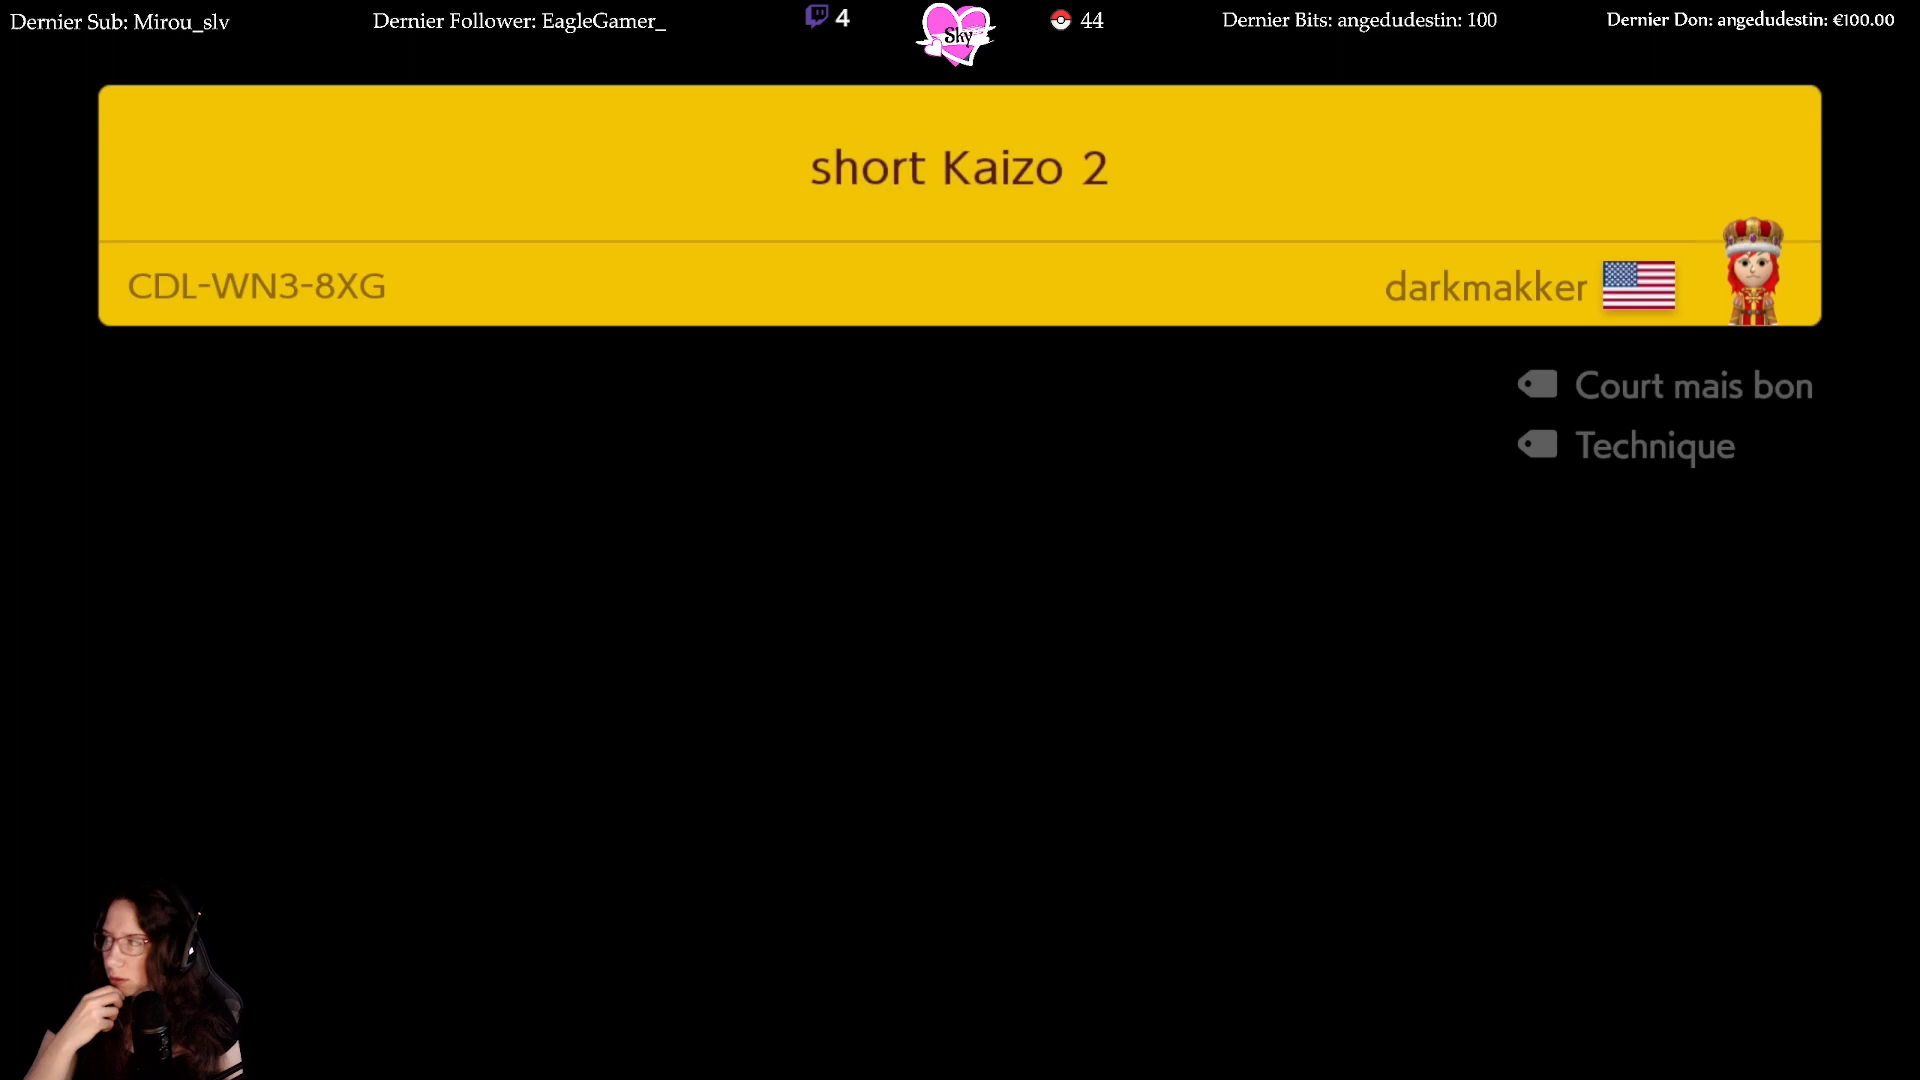 Dernier Sub: Mirou_slv
Dernier Follower: EagleGamer_
4
Sky
44
Dernier Bits: angedudestin: 100
Dernier Don: angedudestin: €100.00
short Kaizo 2
CDL-WN3-8XG
darkmakker
Court mais bon
Technique